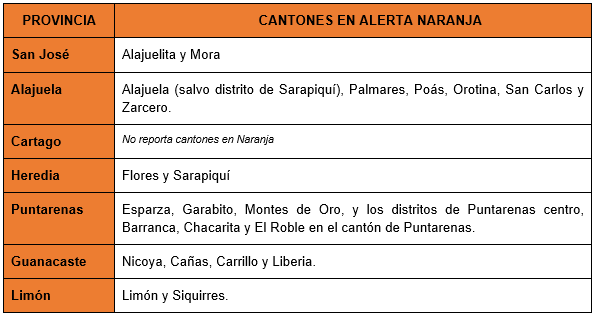 PROVINCIA CANTONES EN ALERTA NARANJA
San José Alajuelita y Mora
Alajuela Alajuela (salvo distrito de Sarapiquí), Palmares, Poás, Orotina, San Carlos y
Zarcero.
Cartago No reporta cantones en Naranja
Heredia Flores y Sarapiquí
Puntarenas Esparza, Garabito, Montes de Oro, y los distritos de Puntarenas centro,
Barranca, Chacarita y El Roble en el cantón de Puntarenas.
Guanacaste Nicoya, Cañas, Carrillo y Liberia.
Limón Limón y Siquirres.